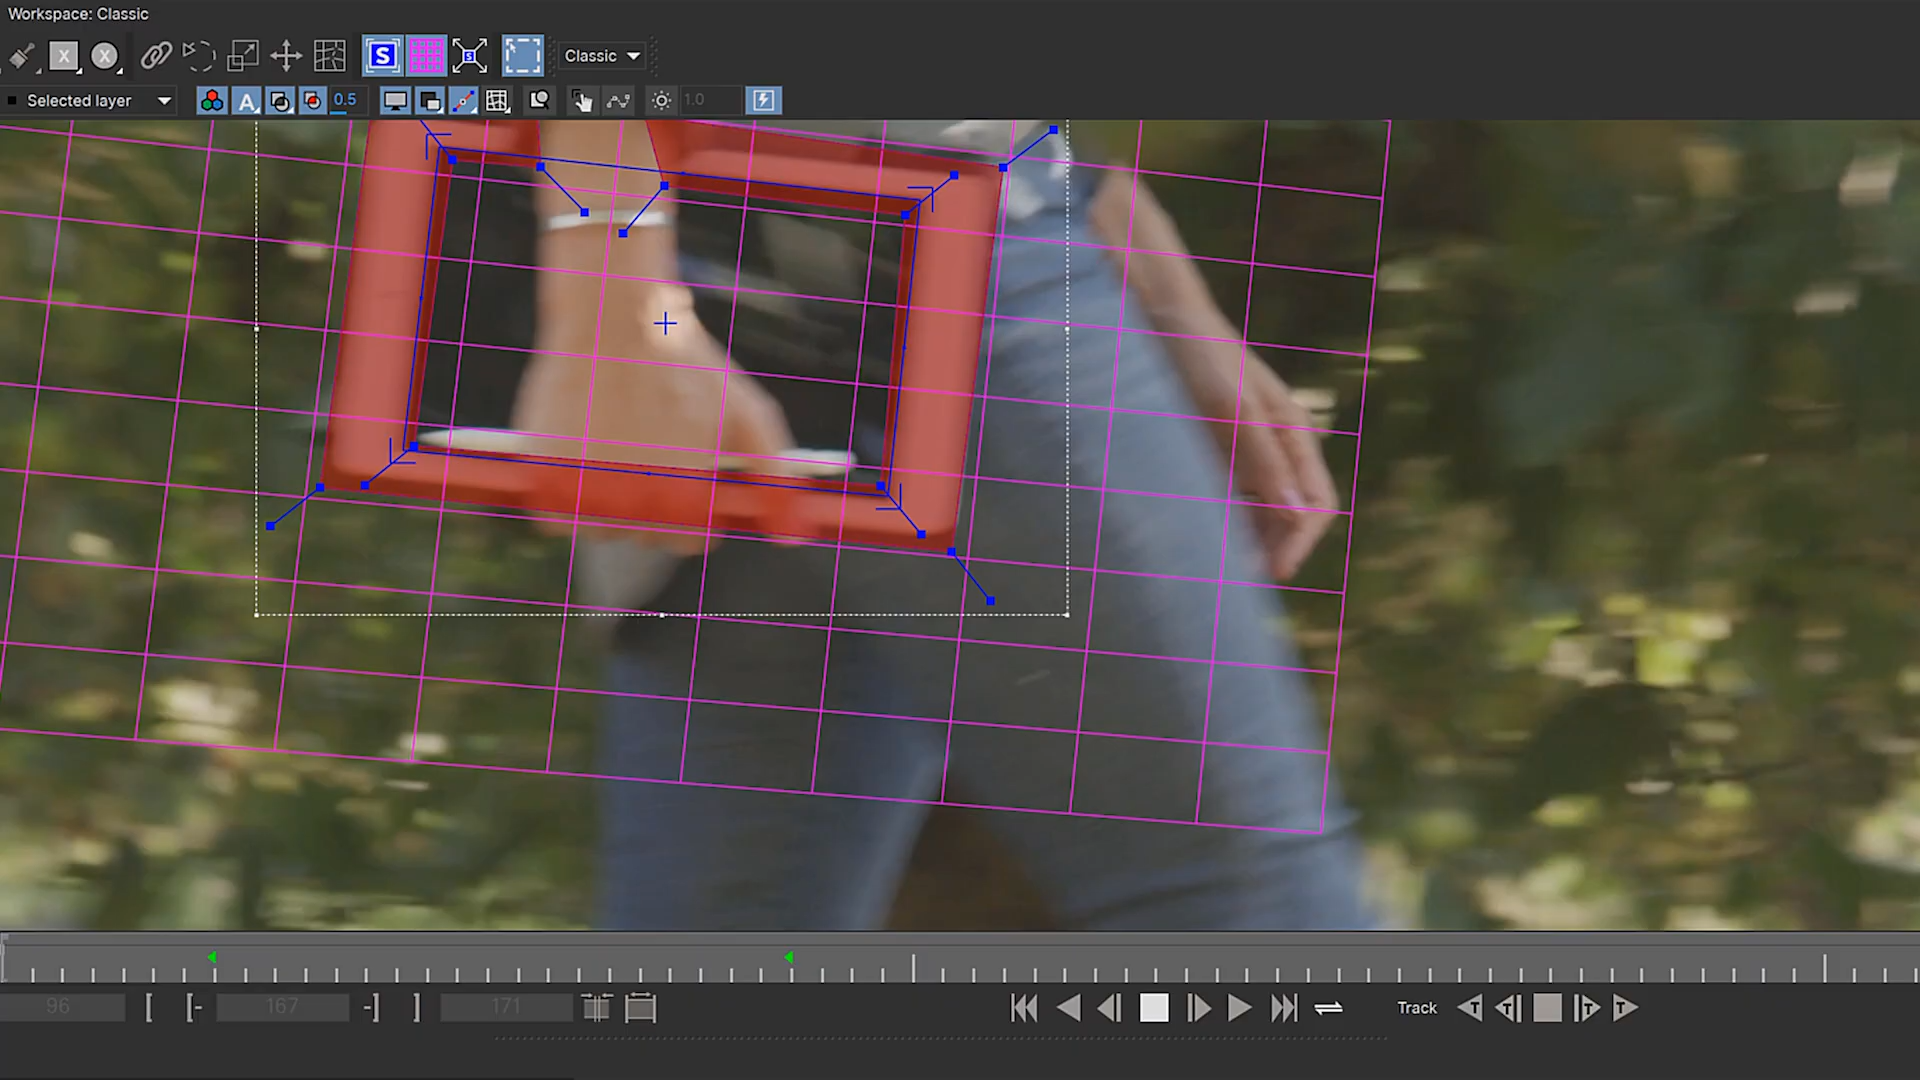 Workspace: Classic
X
X
S
S
Classic
Selected layer
A
0.5
1.0
96
[
[-
167
-]
]
171
Track
T
T
T
T